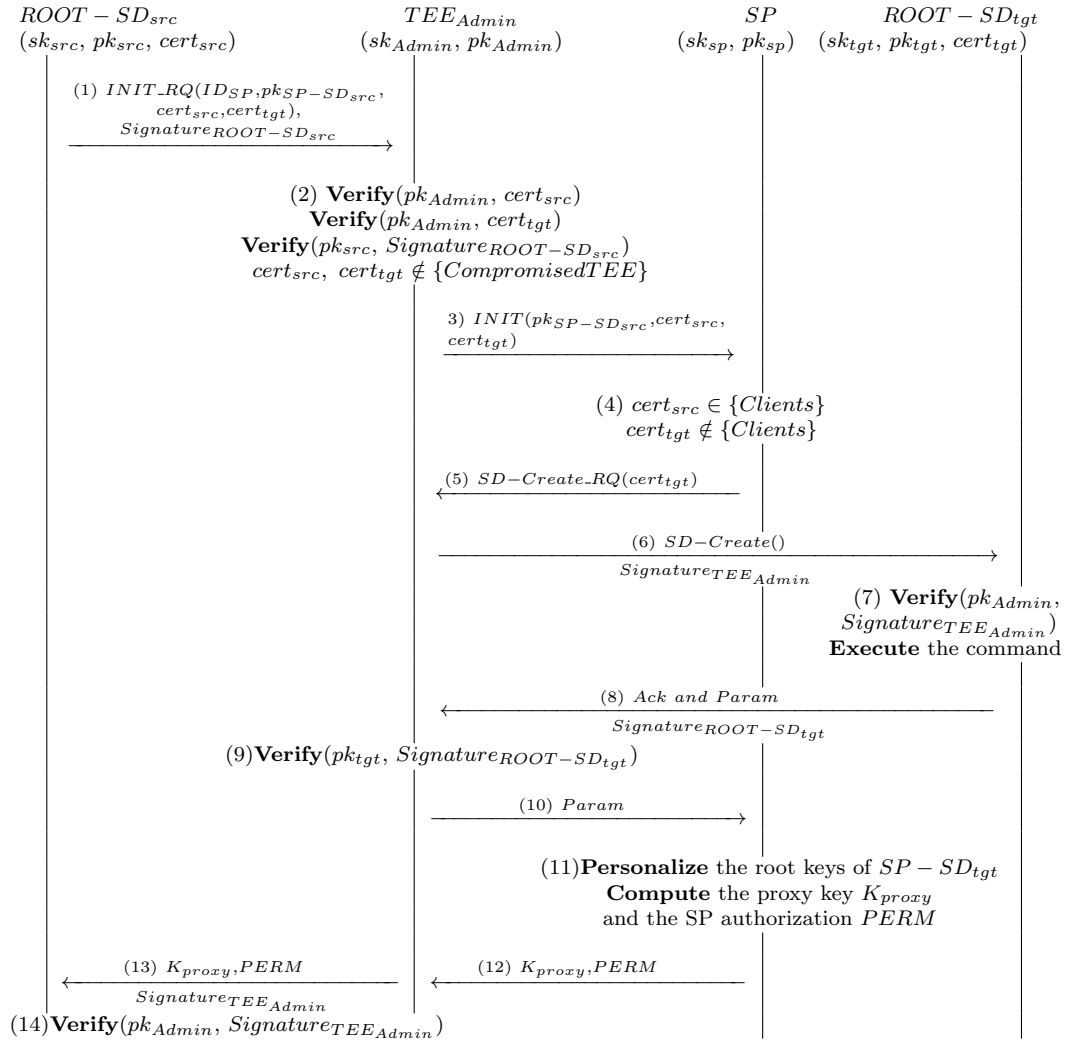 ROOT − SD_src TEE_Admin SP ROOT − SD_tgt
(sk_src, pk_src, cert_src) (sk_Admin, pk_Admin) (sk_sp, pk_sp) (sk_tgt, pk_tgt, cert_tgt)
(1) INIT_RQ(ID_SP,pk_SP−SD_src,
cert_src,cert_tgt),
Signature_ROOT−SD_src
(2) Verify(pk_Admin, cert_src)
Verify(pk_Admin, cert_tgt)
Verify(pk_src, Signature_ROOT−SD_src)
cert_src, cert_tgt ∉ {CompromisedTEE}
3) INIT(pk_SP−SD_src,cert_src,
cert_tgt)
(4) cert_src ∈ {Clients}
cert_tgt ∉ {Clients}
(5) SD−Create_RQ(cert_tgt)
(6) SD−Create()
Signature_TEE_Admin
(7) Verify(pk_Admin,
Signature_TEE_Admin)
Execute the command
(8) Ack and Param
Signature_ROOT−SD_tgt
(9)Verify(pk_tgt, Signature_ROOT−SD_tgt)
(10) Param
(11)Personalize the root keys of SP − SD_tgt
Compute the proxy key K_proxy
and the SP authorization PERM
(13) K_proxy,PERM (12) K_proxy,PERM
Signature_TEE_Admin
(14)Verify(pk_Admin, Signature_TEE_Admin)